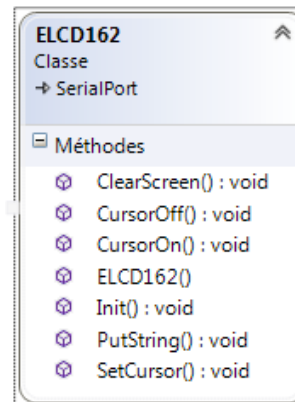 ELCD162
Classe
SerialPort
Méthodes
ClearScreen() : void
CursorOff() : void
CursorOn() : void
ELCD162()
Init() : void
PutString() : void
SetCursor() : void